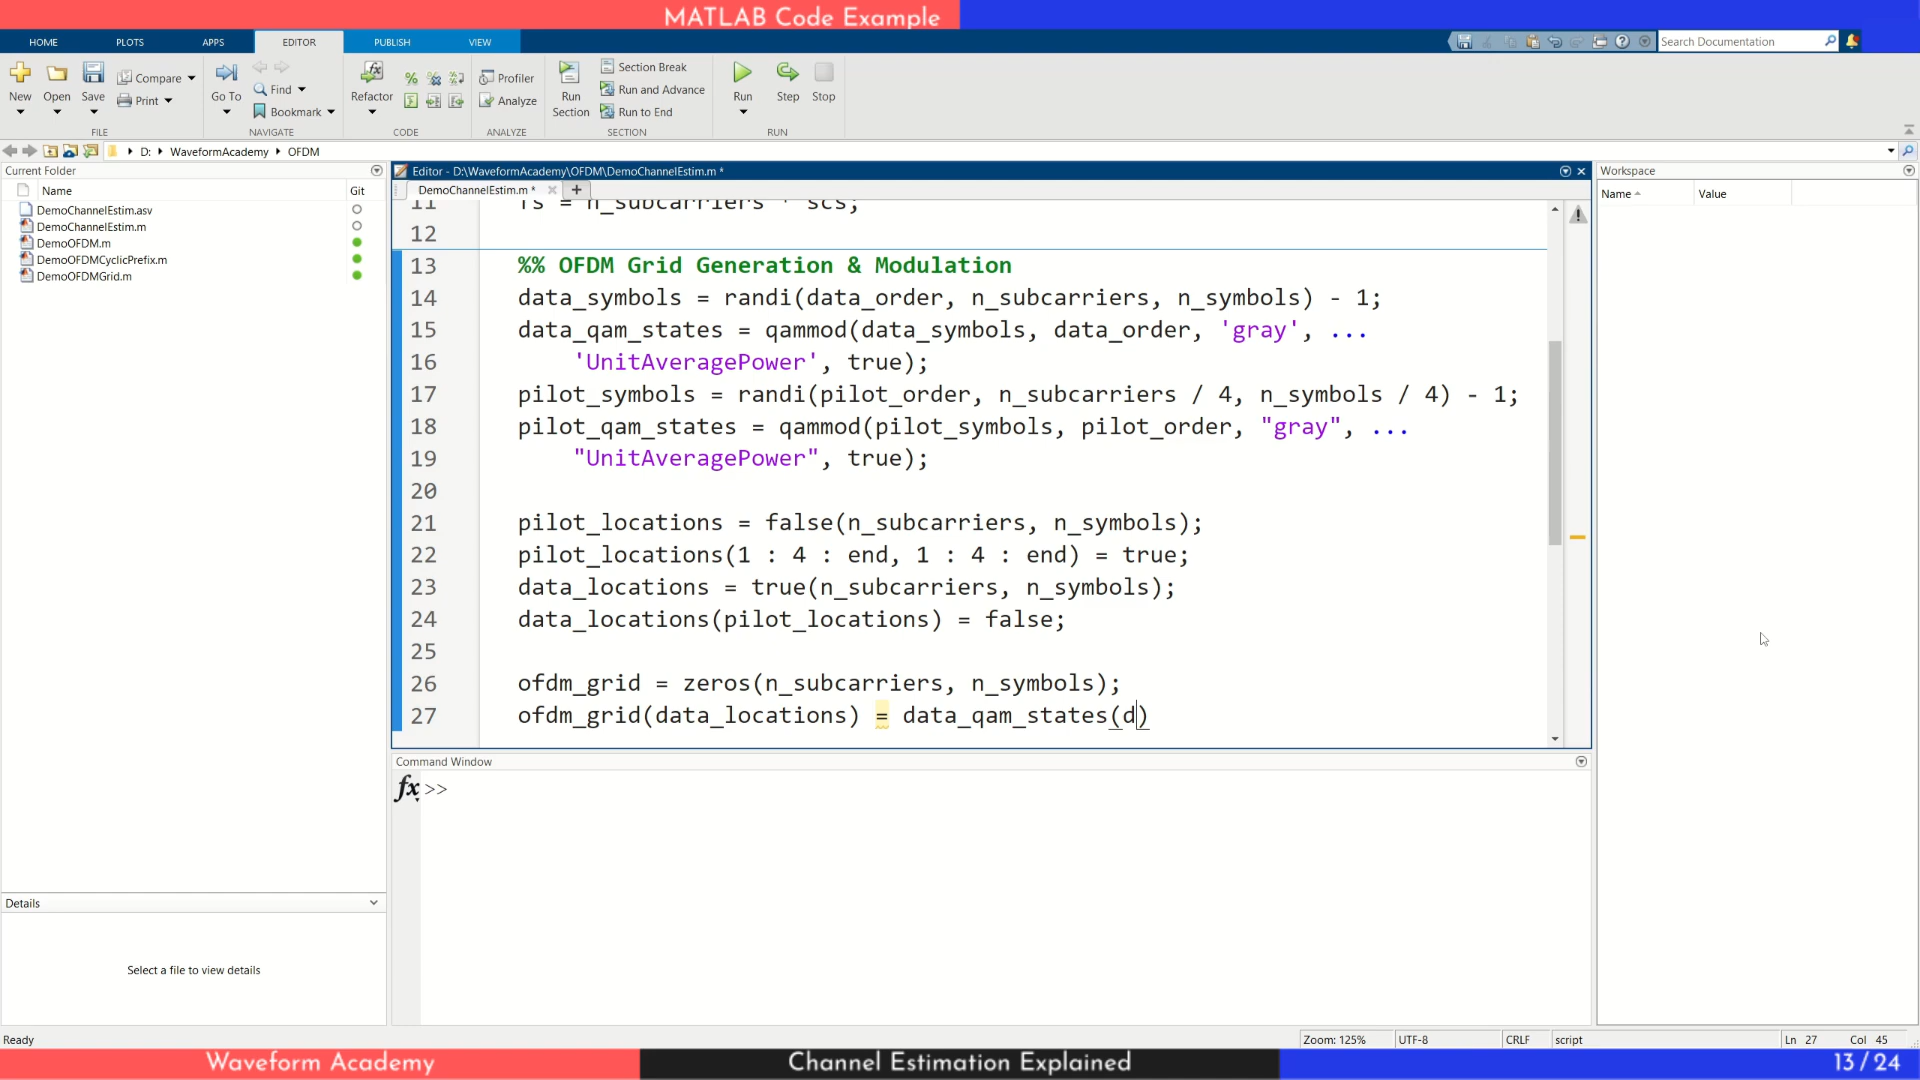 MATLAB Code Example
HOME PLOTS APPS EDITOR PUBLISH VIEW
Search Documentation
New Open Save Compare Print
FILE
Go To Find Bookmark
NAVIGATE
Refactor
CODE
Profiler
Analyze
ANALYZE
Run Section
Section Break
Run and Advance
Run to End
SECTION
Run Step Stop
RUN
D: WaveformAcademy OFDM
Current Folder
Name Git
DemoChannelEstim.asv
DemoChannelEstim.m
DemoOFDM.m
DemoOFDMCyclicPrefix.m
DemoOFDMGrid.m
Details
Select a file to view details
Editor - D:\WaveformAcademy\OFDM\DemoChannelEstim.m *
DemoChannelEstim.m *
11 fs = n_subcarriers * scs;
12
13 %% OFDM Grid Generation & Modulation
14 data_symbols = randi(data_order, n_subcarriers, n_symbols) - 1;
15 data_qam_states = qammod(data_symbols, data_order, 'gray', ...
16 'UnitAveragePower', true);
17 pilot_symbols = randi(pilot_order, n_subcarriers / 4, n_symbols / 4) - 1;
18 pilot_qam_states = qammod(pilot_symbols, pilot_order, "gray", ...
19 "UnitAveragePower", true);
20
21 pilot_locations = false(n_subcarriers, n_symbols);
22 pilot_locations(1 : 4 : end, 1 : 4 : end) = true;
23 data_locations = true(n_subcarriers, n_symbols);
24 data_locations(pilot_locations) = false;
25
26 ofdm_grid = zeros(n_subcarriers, n_symbols);
27 ofdm_grid(data_locations) = data_qam_states(d)
Command Window
fx >>
Workspace
Name Value
Ready
Zoom: 125% UTF-8 CRLF script Ln 27 Col 45
Waveform Academy
Channel Estimation Explained
13 / 24